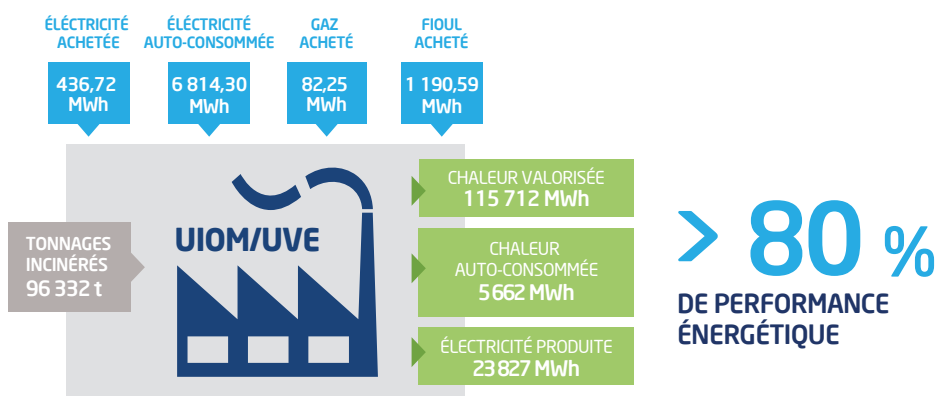 ÉLÉCTRICITÉ
ACHETÉE
436,72
MWh
ÉLÉCTRICITÉ
AUTO-CONSOMMÉE
6 814,30
MWh
GAZ
ACHETÉ
82,25
MWh
FIOUL
ACHETÉ
1 190,59
MWh
TONNAGES
INCINÉRÉS
96 332 t
UIOM/UVE
CHALEUR VALORISÉE
115 712 MWh
CHALEUR
AUTO-CONSOMMÉE
5 662 MWh
ÉLECTRICITÉ PRODUITE
23 827 MWh
> 80 %
DE PERFORMANCE
ÉNERGÉTIQUE